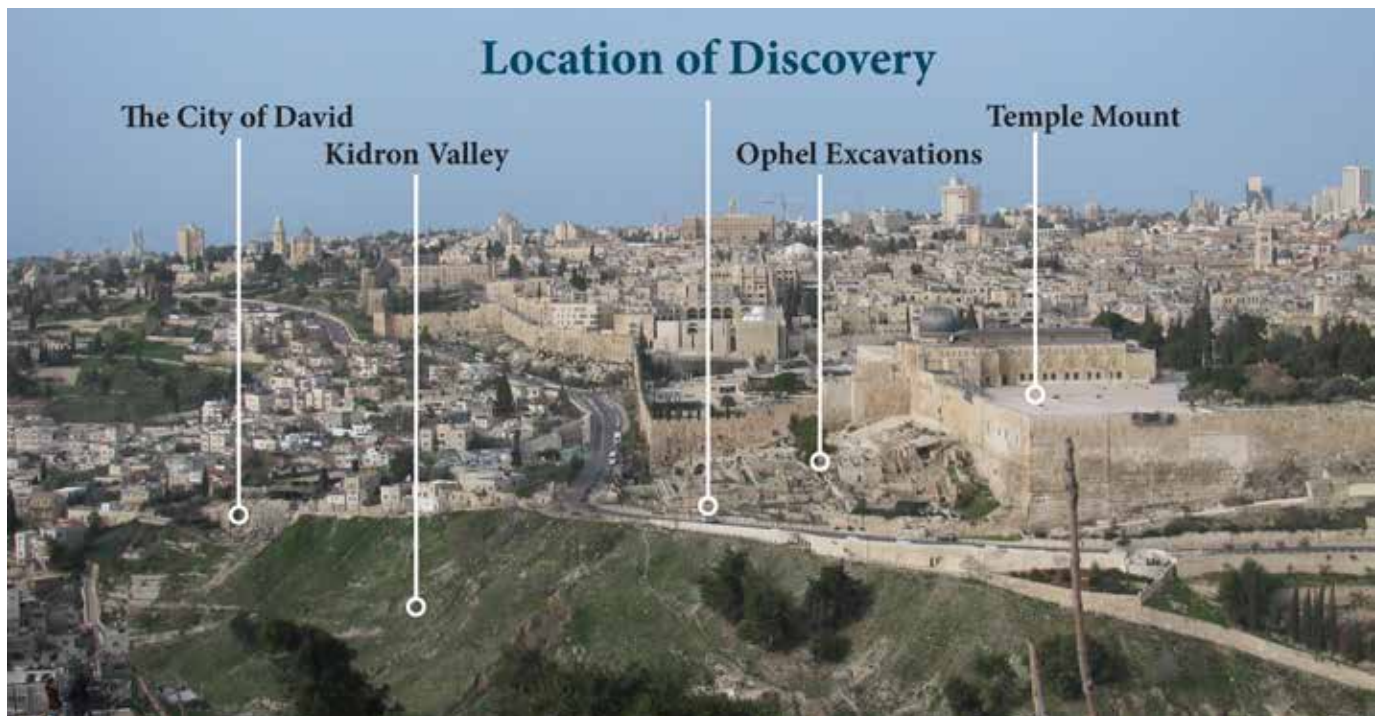 Location of Discovery
The City of David
Kidron Valley
Ophel Excavations
Temple Mount